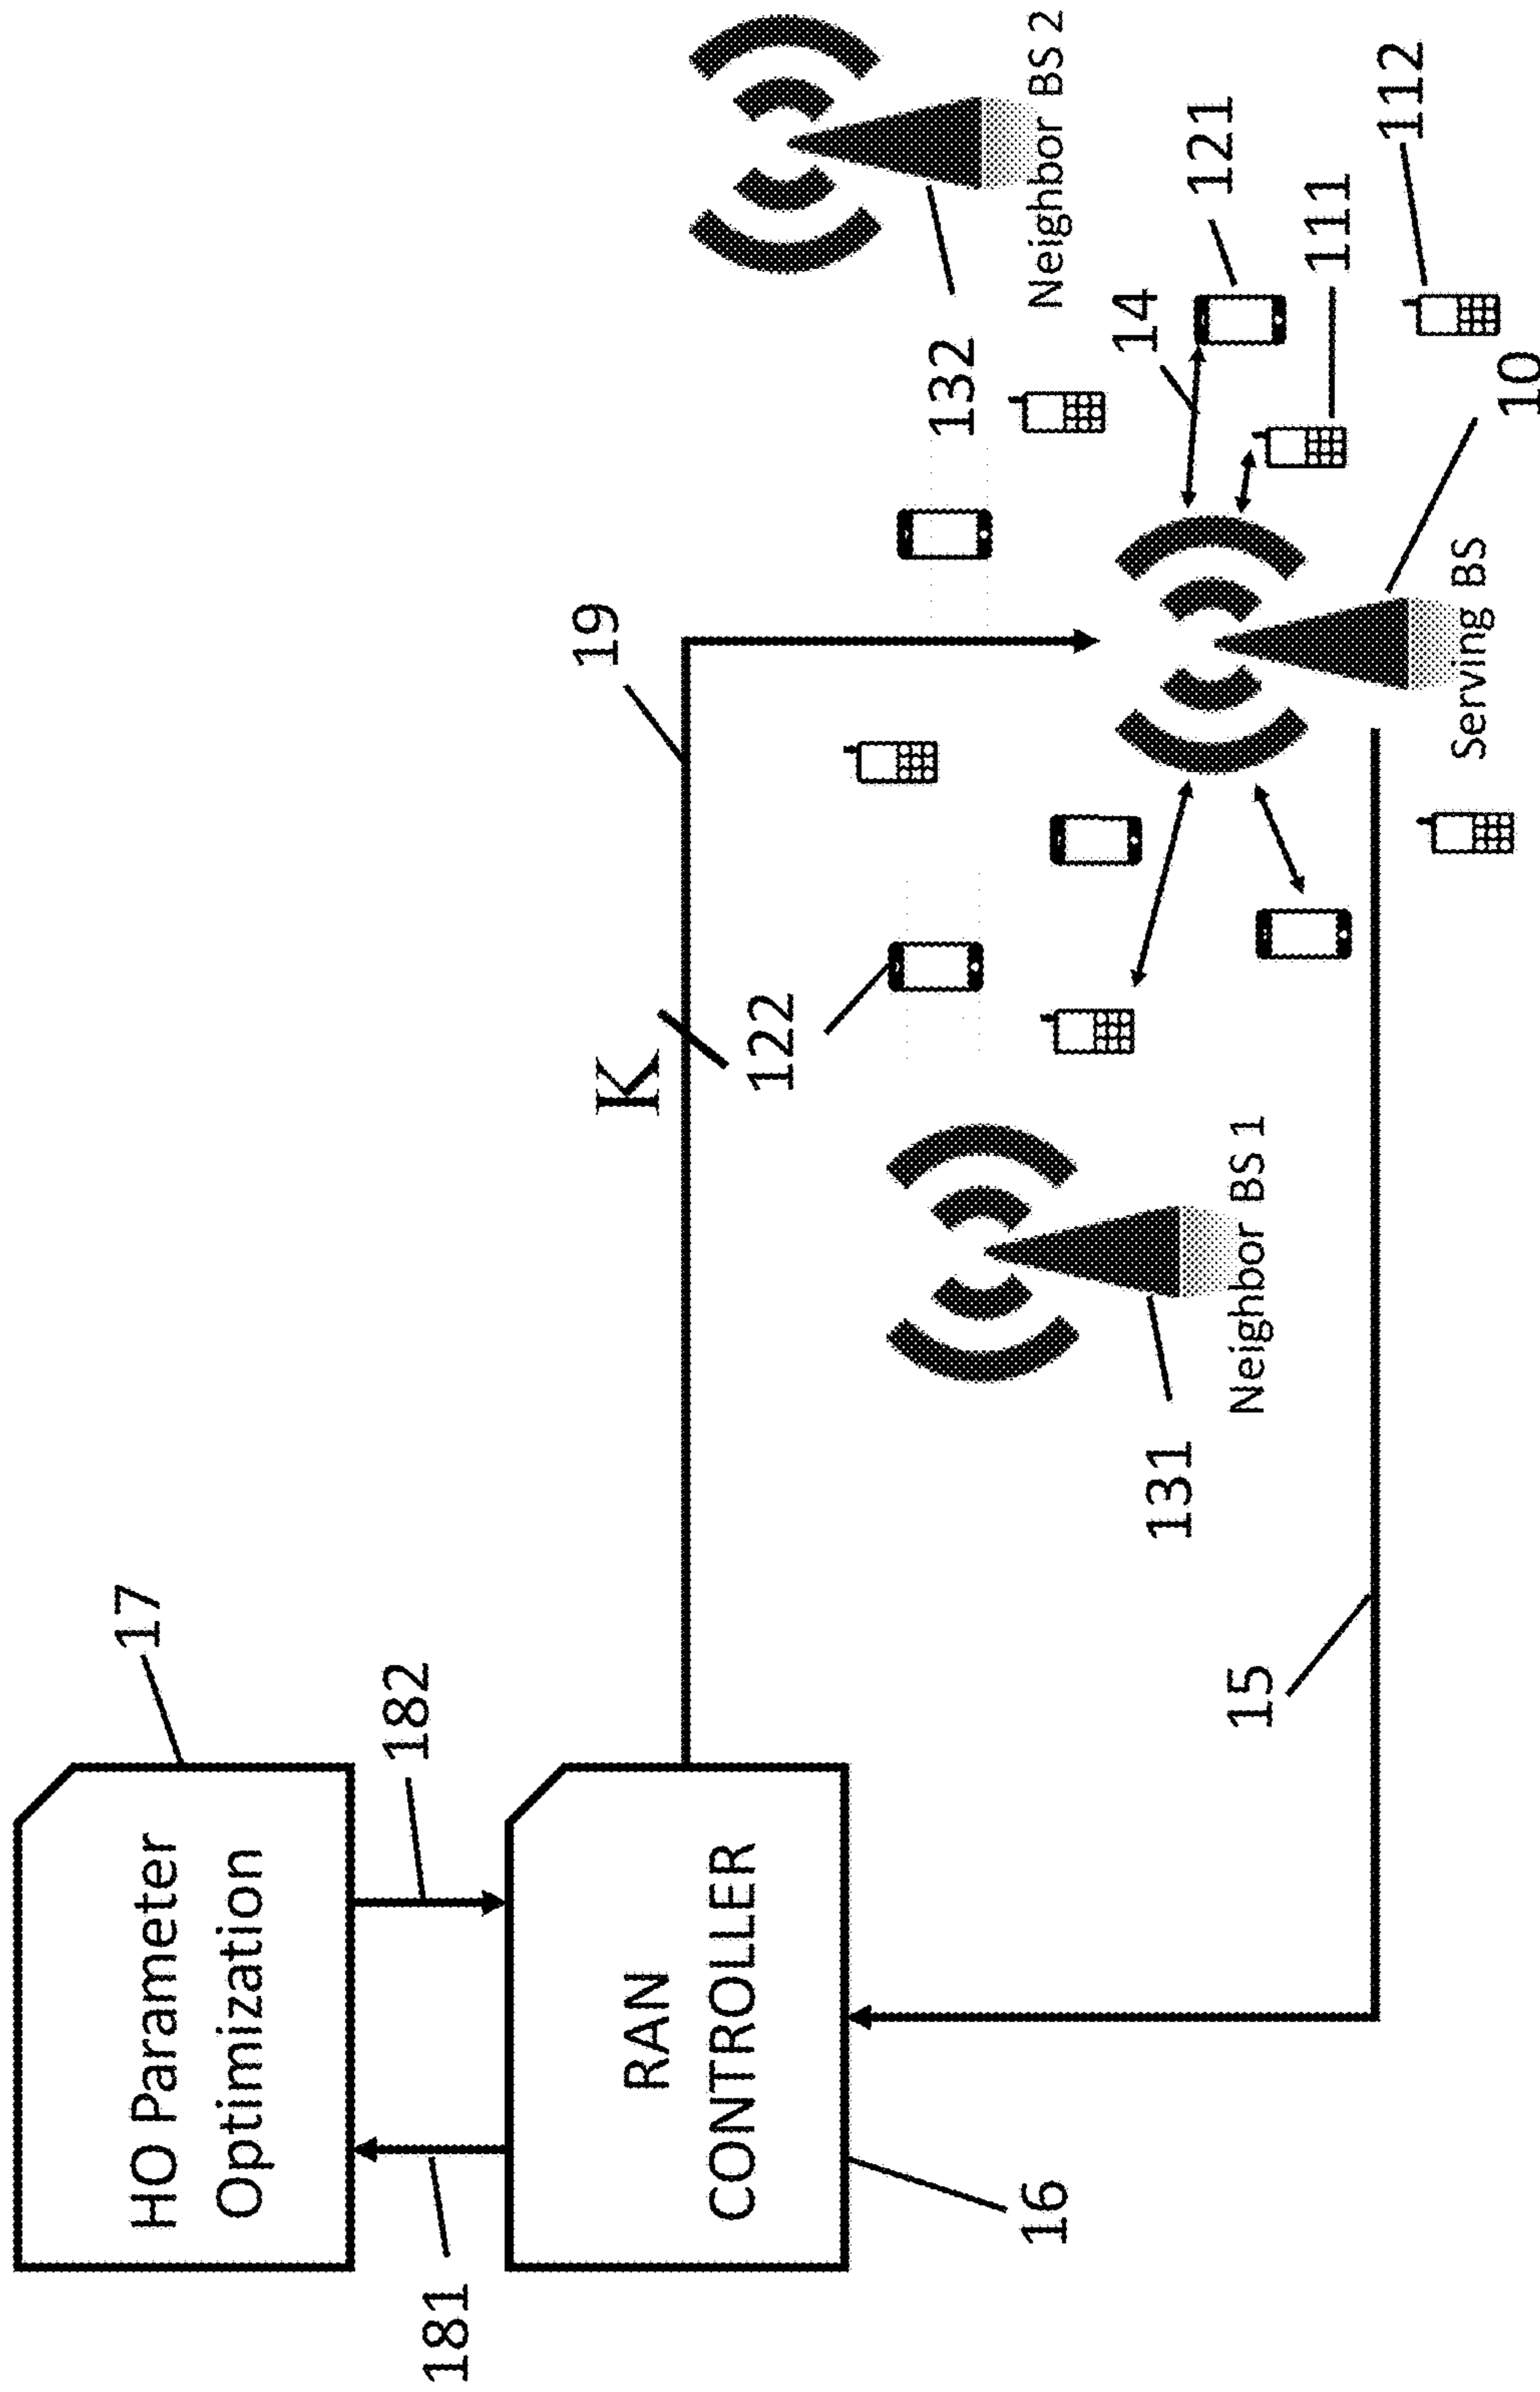 HO Parameter
Optimization
17
181
182
RAN
CONTROLLER
16
K
19
122
132
Neighbor BS 2
131
Neighbor BS 1
14
121
111
112
15
10
Serving BS